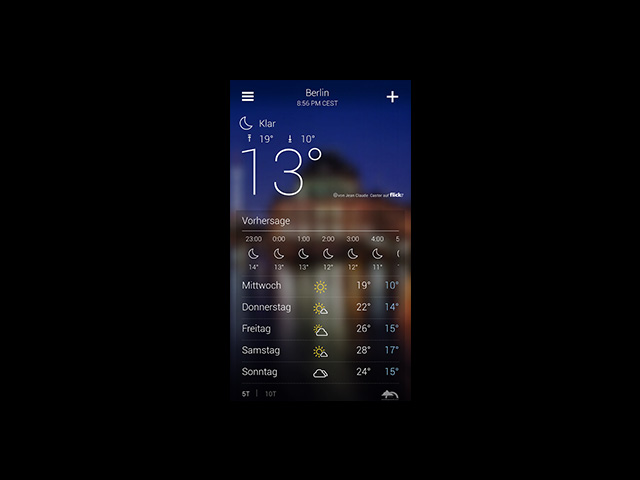 Berlin
8:56 PM CEST
Klar
19° 10°
13°
©von Jean Claude Castor auf flickr
Vorhersage
23:00 0:00 1:00 2:00 3:00 4:00 5
14° 13° 13° 12° 12° 11°
Mittwoch 19° 10°
Donnerstag 22° 14°
Freitag 26° 15°
Samstag 28° 17°
Sonntag 24° 15°
5T | 10T